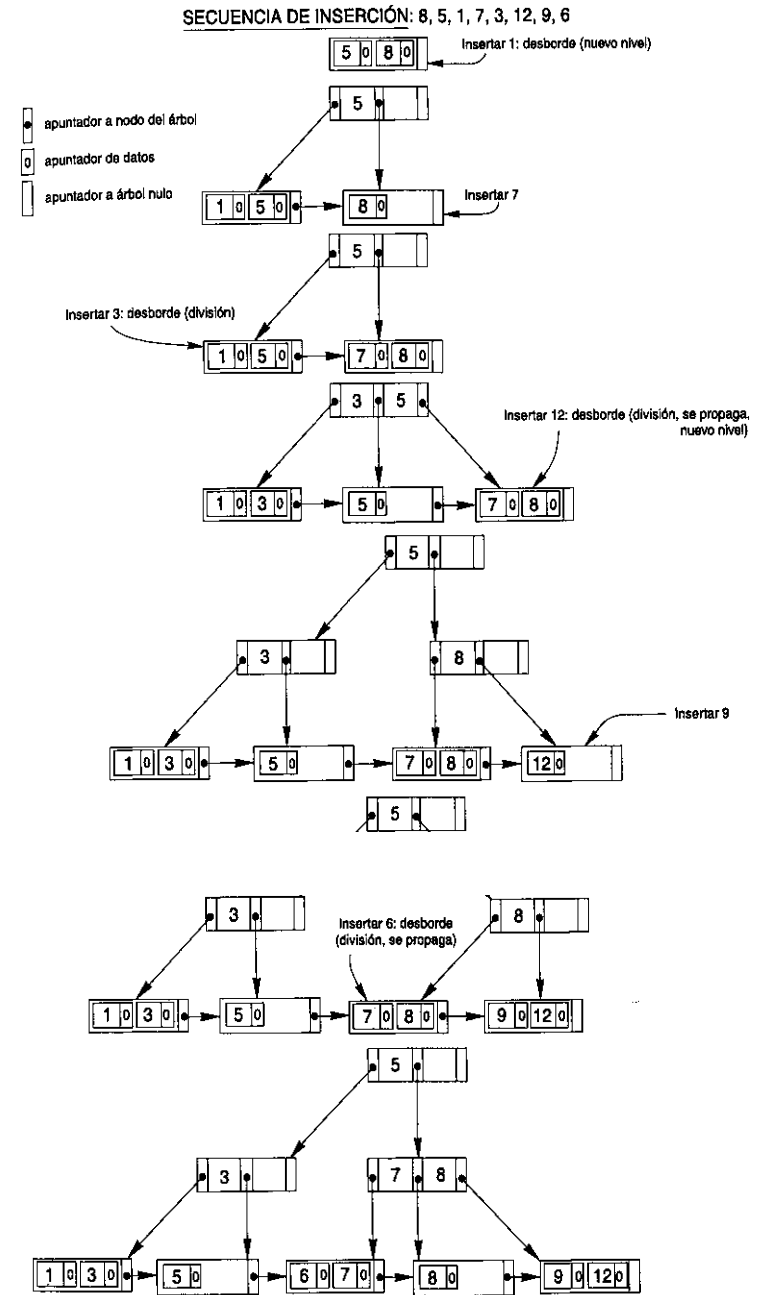 SECUENCIA DE INSERCIÓN: 8, 5, 1, 7, 3, 12, 9, 6
5 0 8 0
Insertar 1: desborde (nuevo nivel)
5
apuntador a nodo del árbol
0 apuntador de datos
apuntador a árbol nulo
1 0 5 0
8 0
Insertar 7
5
Insertar 3: desborde (división)
1 0 5 0
7 0 8 0
3 5
Insertar 12: desborde (división, se propaga,
nuevo nivel)
1 0 3 0
5 0
7 0 8 0
5
3
8
Insertar 9
1 0 3 0
5 0
7 0 8 0
12 0
5
3
8
Insertar 6: desborde
(división, se propaga)
1 0 3 0
5 0
7 0 8 0
9 0 12 0
5
3
7 8
1 0 3 0
5 0
6 0 7 0
8 0
9 0 12 0